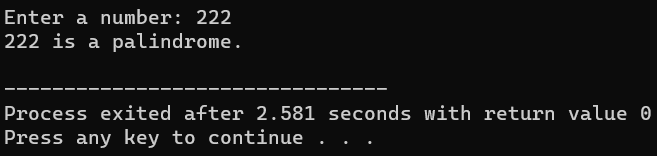 Enter a number: 222
222 is a palindrome.
--------------------------------
Process exited after 2.581 seconds with return value 0
Press any key to continue . . .